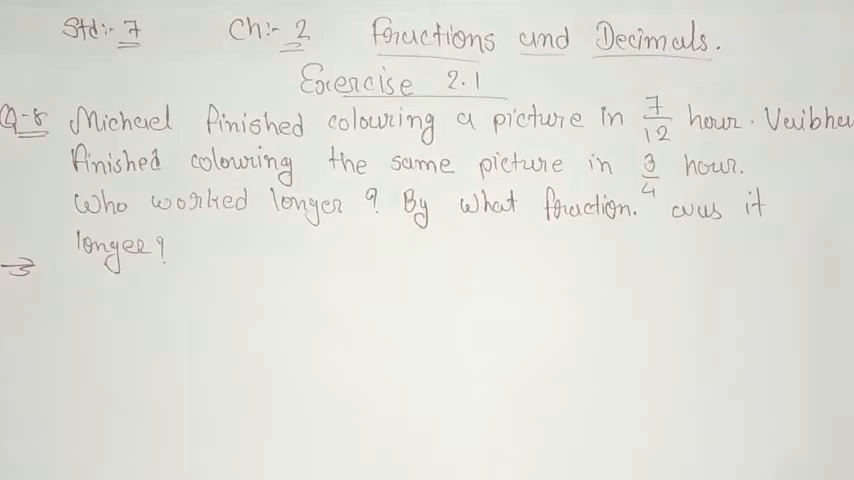 Std:- 7 Ch:- 2 Fractions and Decimals.
Exercise 2.1
Q-8 Michael finished colouring a picture in 7/12 hour. Vaibhav
finished colouring the same picture in 3/4 hour.
Who worked longer? By what fraction. was it
longer?
→